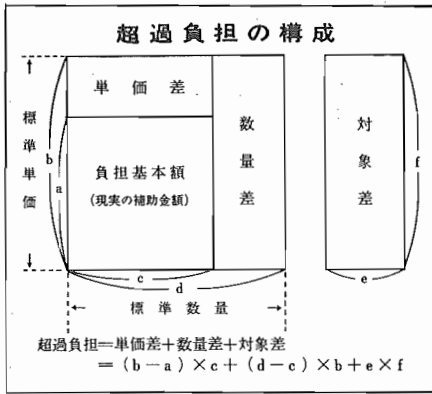 超過負担の構成
単価差
標準単価
数量差
対象差
b
a
f
負担基本額
(現実の補助金額)
c
d
e
標準数量
超過負担=単価差+数量差+対象差
=(b-a)×c+(d-c)×b+e×f